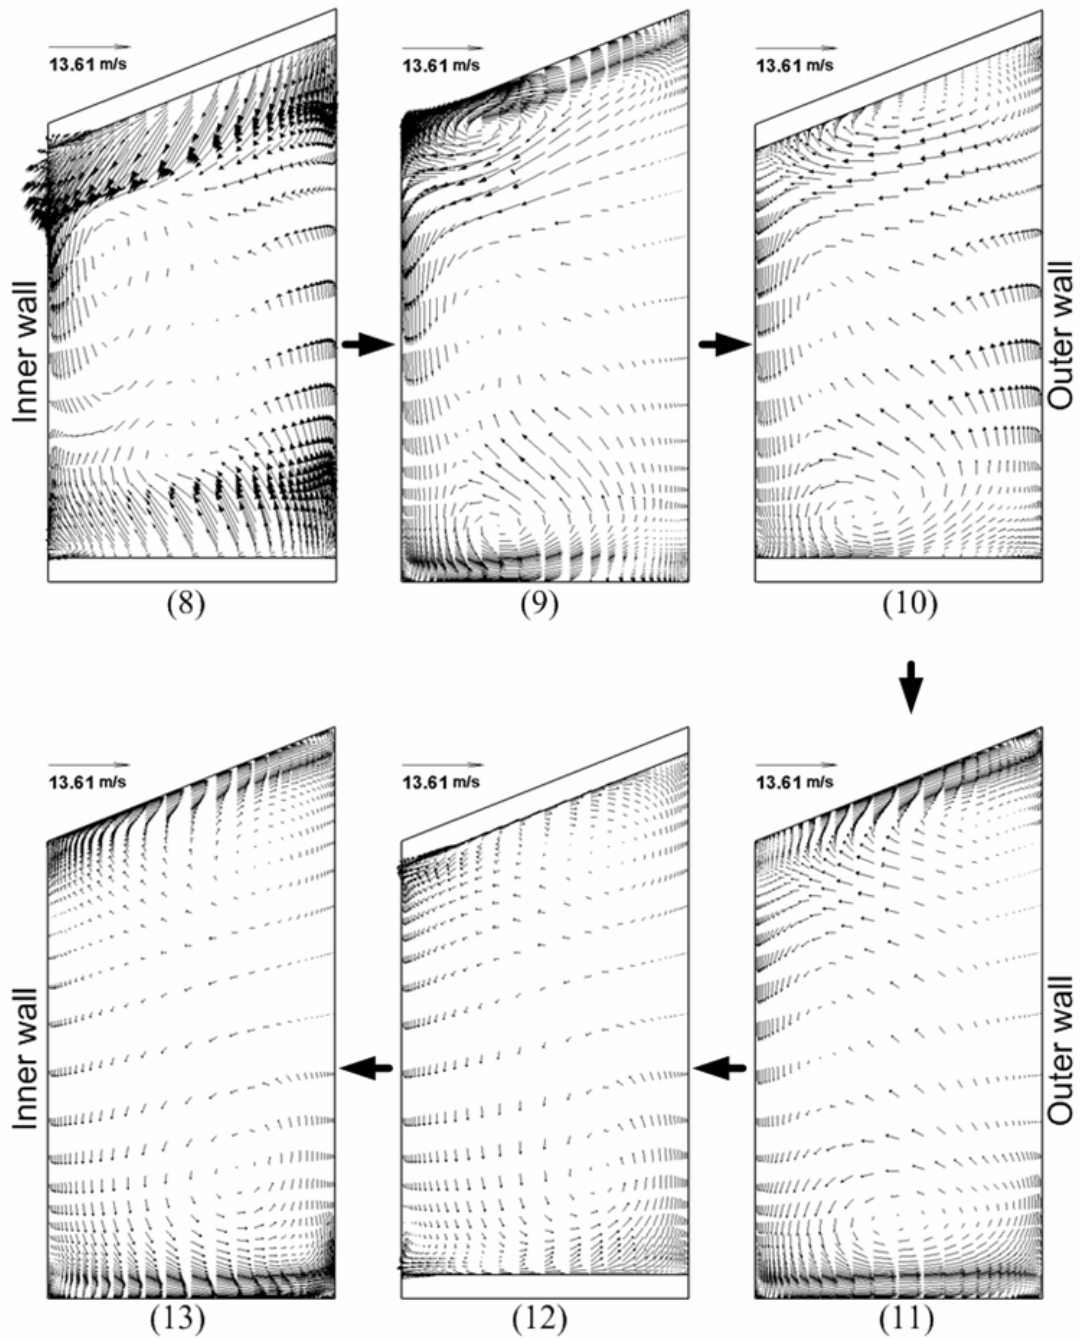 13.61 m/s
13.61 m/s
13.61 m/s
Inner wall
Outer wall
(8)
(9)
(10)
13.61 m/s
13.61 m/s
13.61 m/s
Inner wall
Outer wall
(13)
(12)
(11)